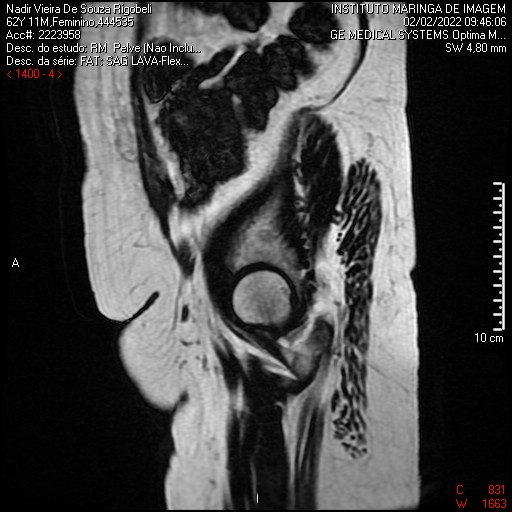 Nadir Vieira De Souza Rigobeli
62Y 11M,Feminino,444535
Acc#: 2223958
Desc. do estudo: RM Pelve (Nao Inclu...
Desc. da série: FAT: SAG LAVA-Flex...
< 1400 - 4 >
INSTITUTO MARINGA DE IMAGEM
02/02/2022 09:46:06
GE MEDICAL SYSTEMS Optima M...
SW 4,80 mm
A
10 cm
I
C 831
W 1663